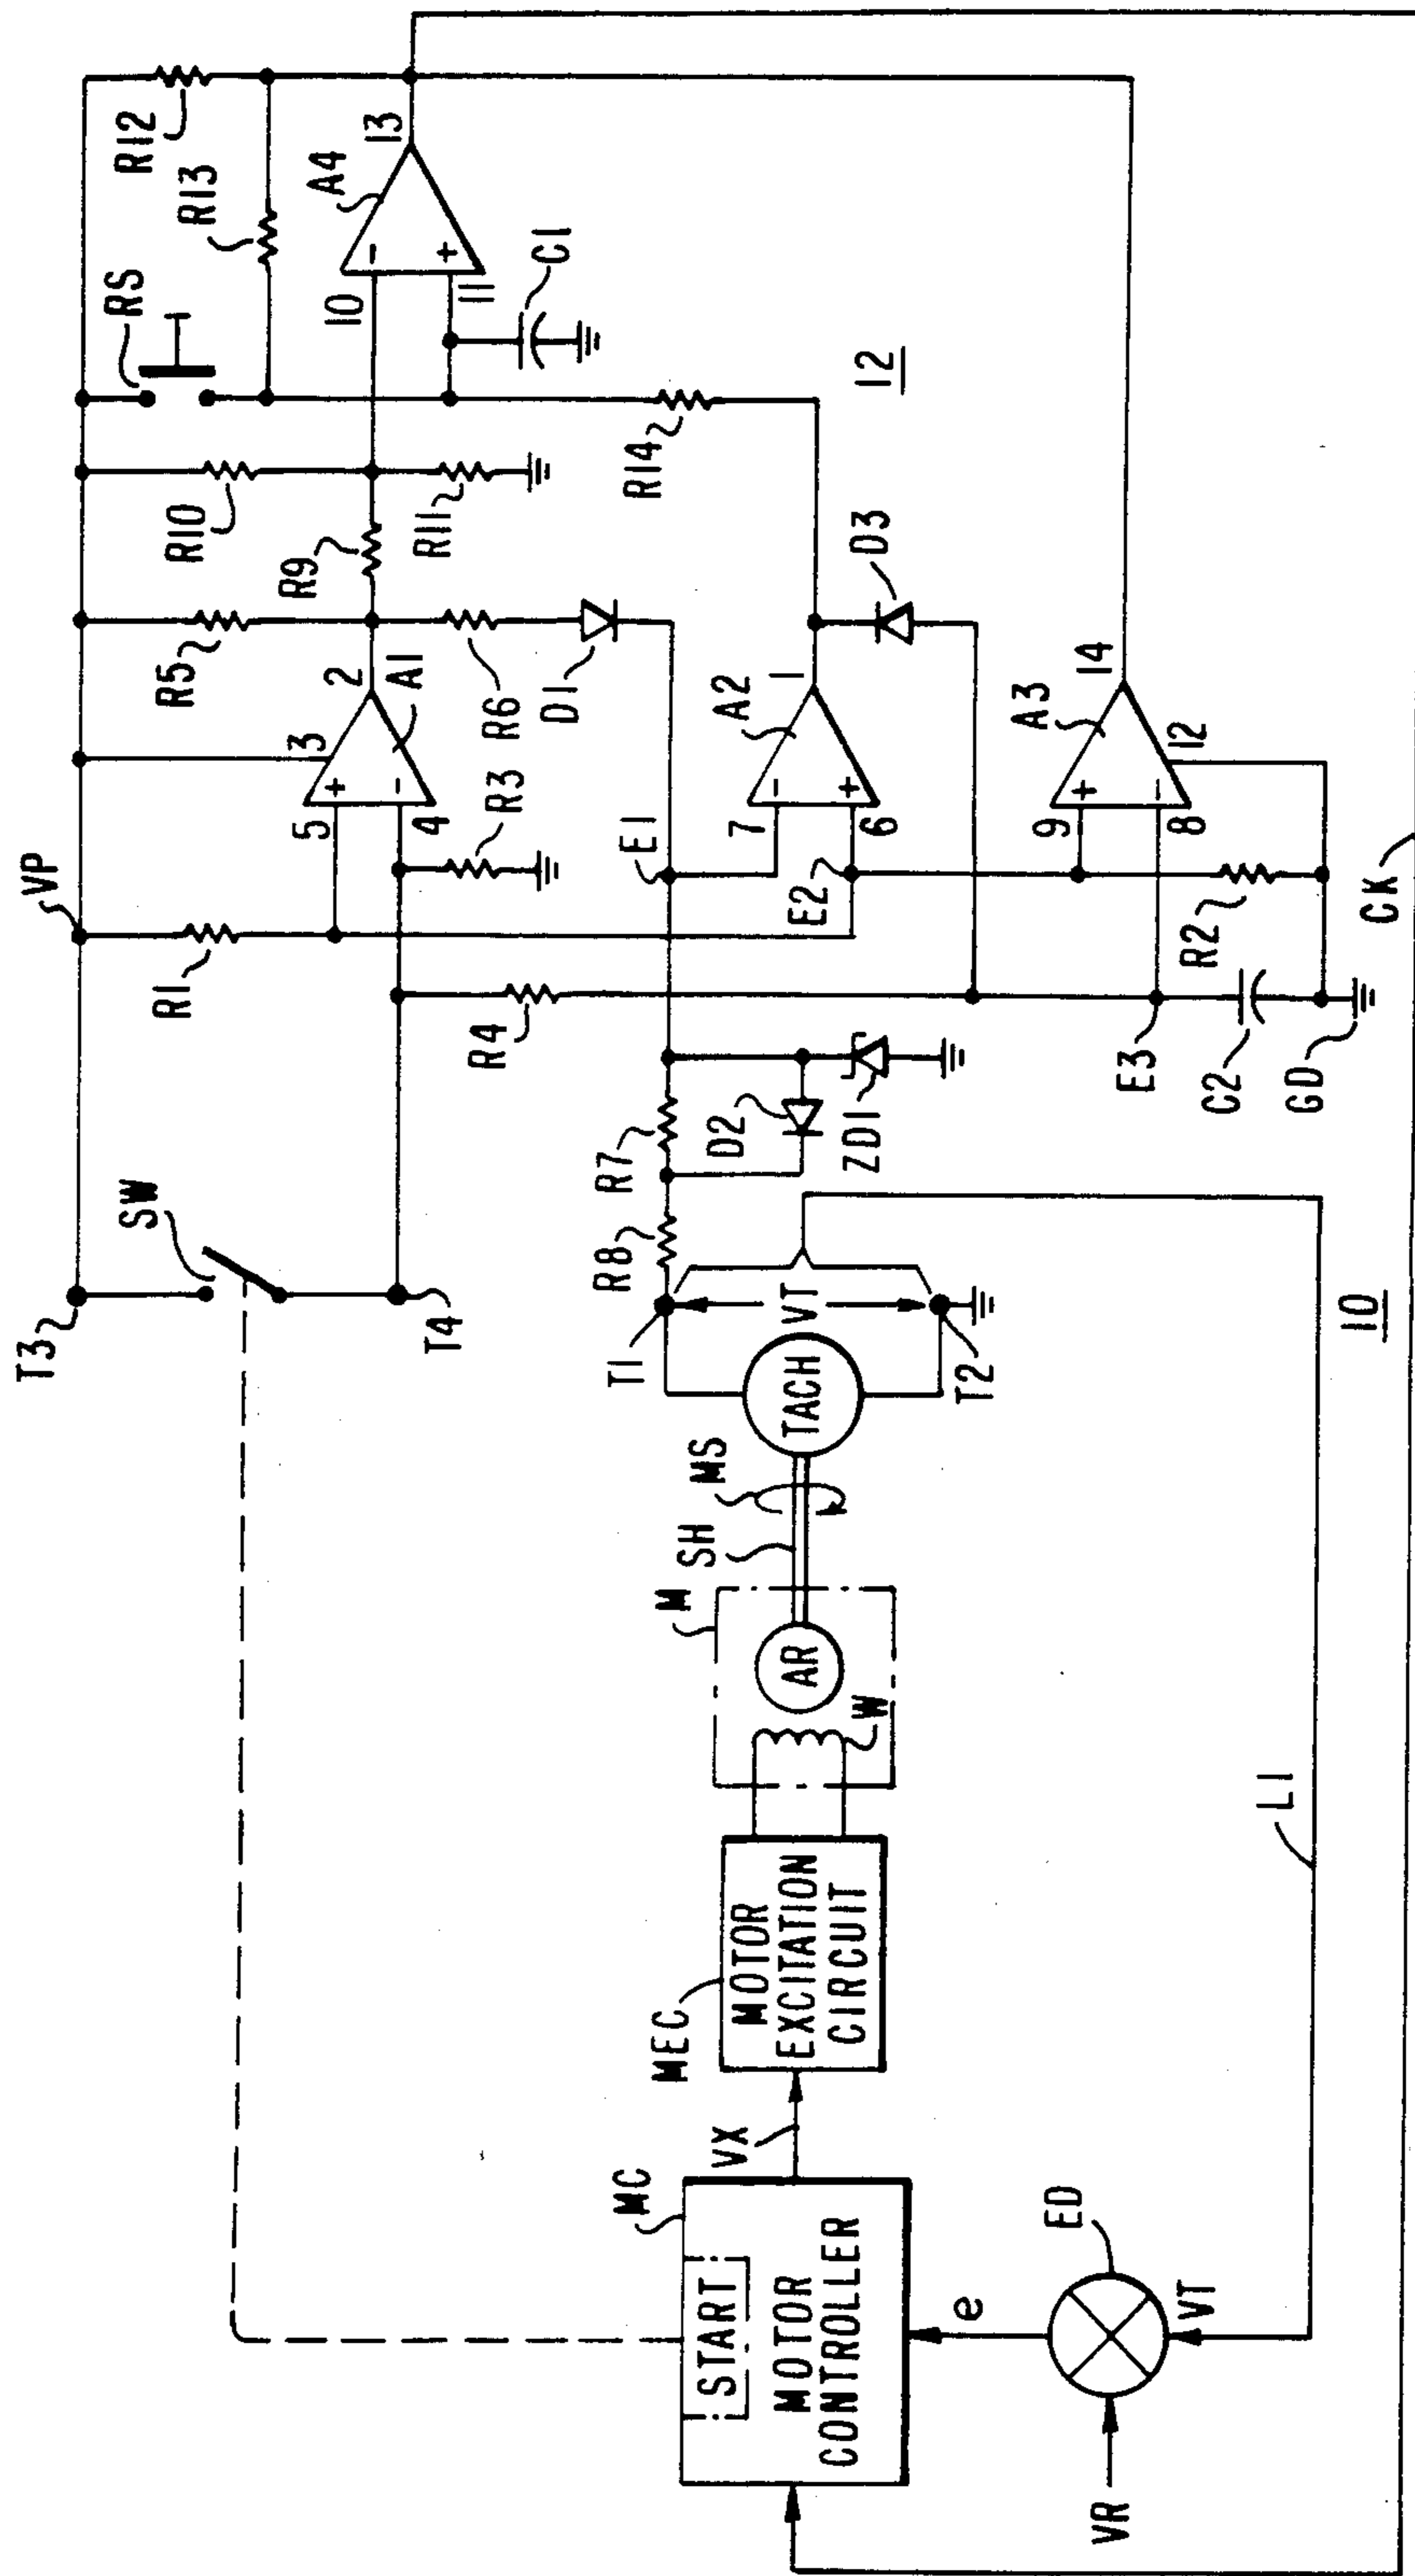 T3
VP
SW
T4
R1
R4
R3
R5
R6
D1
R9
R10
R11
RS
R13
R12
5
4
+
-
3
2
A1
10
11
-
+
13
A4
C1
R14
12
E1
E2
7
6
-
+
A2
1
D3
9
8
+
-
A3
14
12
R2
E3
C2
GD
CK
R7
R8
D2
ZD1
T1
VT
T2
TACH
MS
SH
M
AR
W
MEC
MOTOR
EXCITATION
CIRCUIT
VX
MC
START
MOTOR
CONTROLLER
e
ED
VT
VR
L1
10